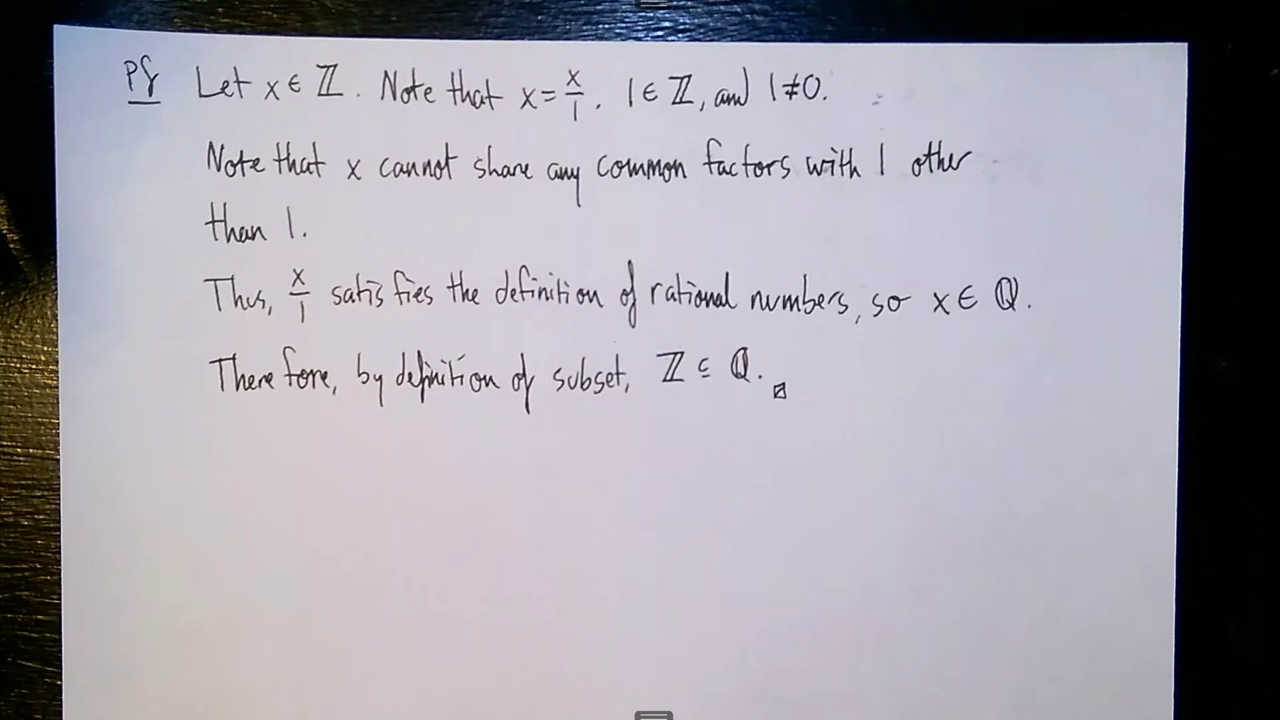 Pf Let x ∈ ℤ. Note that x = x/1. 1 ∈ ℤ, and 1 ≠ 0.
Note that x cannot share any common factors with 1 other
than 1.
Thus, x/1 satisfies the definition of rational numbers, so x ∈ ℚ.
Therefore, by definition of subset, ℤ ⊆ ℚ.